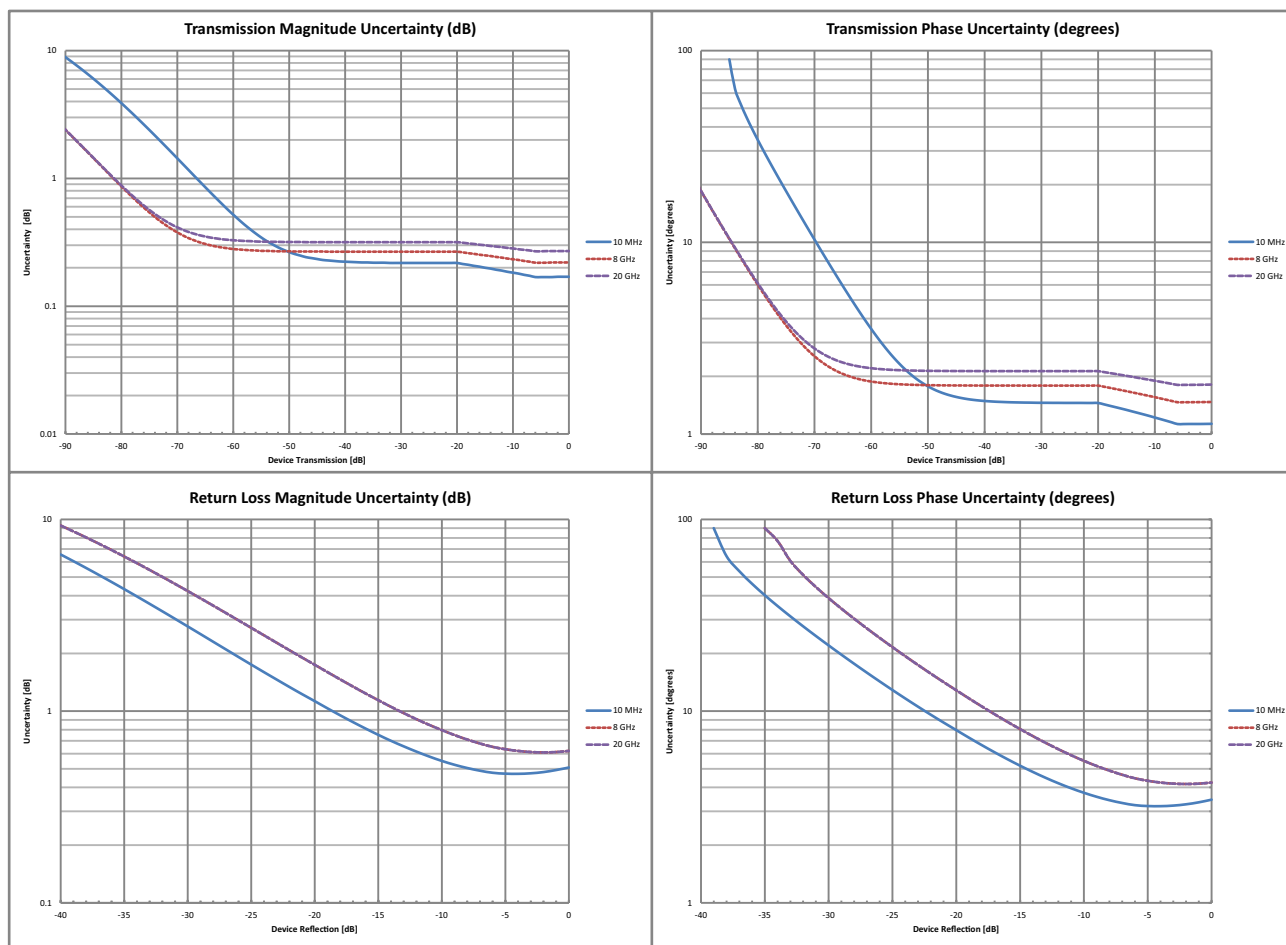 Transmission Magnitude Uncertainty (dB)
10
1
0.1
0.01
Uncertainty [dB]
-90 -80 -70 -60 -50 -40 -30 -20 -10 0
Device Transmission [dB]
10 MHz
8 GHz
20 GHz
Transmission Phase Uncertainty (degrees)
100
10
1
Uncertainty [degrees]
-90 -80 -70 -60 -50 -40 -30 -20 -10 0
Device Transmission [dB]
10 MHz
8 GHz
20 GHz
Return Loss Magnitude Uncertainty (dB)
10
1
0.1
Uncertainty [dB]
-40 -35 -30 -25 -20 -15 -10 -5 0
Device Reflection [dB]
10 MHz
8 GHz
20 GHz
Return Loss Phase Uncertainty (degrees)
100
10
1
Uncertainty [degrees]
-40 -35 -30 -25 -20 -15 -10 -5 0
Device Reflection [dB]
10 MHz
8 GHz
20 GHz